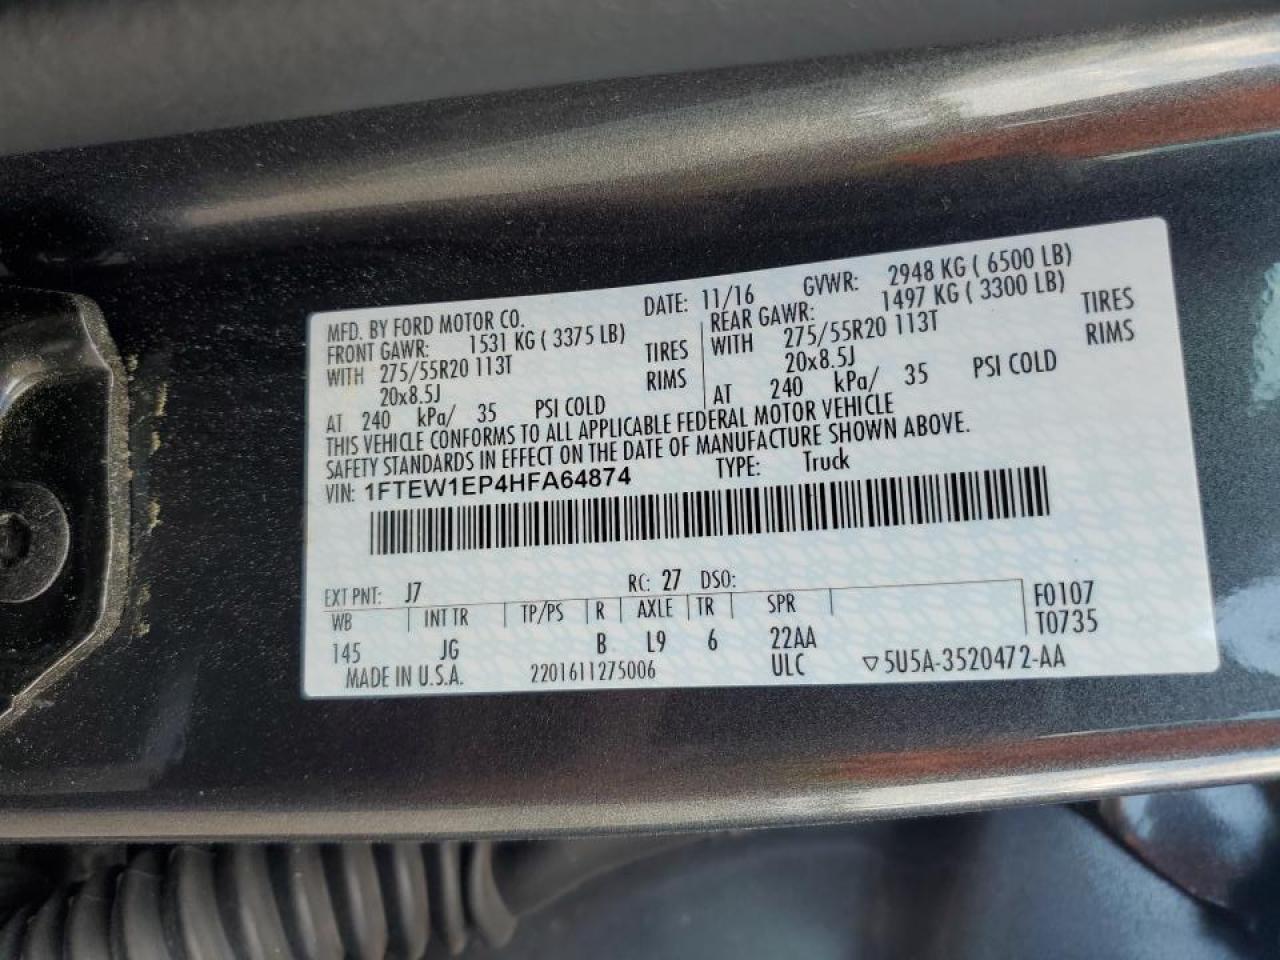 MFD. BY FORD MOTOR CO. DATE: 11/16 GVWR: 2948 KG ( 6500 LB)
FRONT GAWR: 1531 KG ( 3375 LB) REAR GAWR: 1497 KG ( 3300 LB)
WITH 275/55R20 113T TIRES WITH 275/55R20 113T TIRES
20x8.5J RIMS 20x8.5J RIMS
AT 240 kPa/ 35 PSI COLD AT 240 kPa/ 35 PSI COLD
THIS VEHICLE CONFORMS TO ALL APPLICABLE FEDERAL MOTOR VEHICLE
SAFETY STANDARDS IN EFFECT ON THE DATE OF MANUFACTURE SHOWN ABOVE.
VIN: 1FTEW1EP4HFA64874 TYPE: Truck
EXT PNT: J7 RC: 27 DSO:
WB INT TR TP/PS R AXLE TR SPR F0107
145 JG B L9 6 22AA T0735
MADE IN U.S.A. 2201611275006 ULC ▽5U5A-3520472-AA